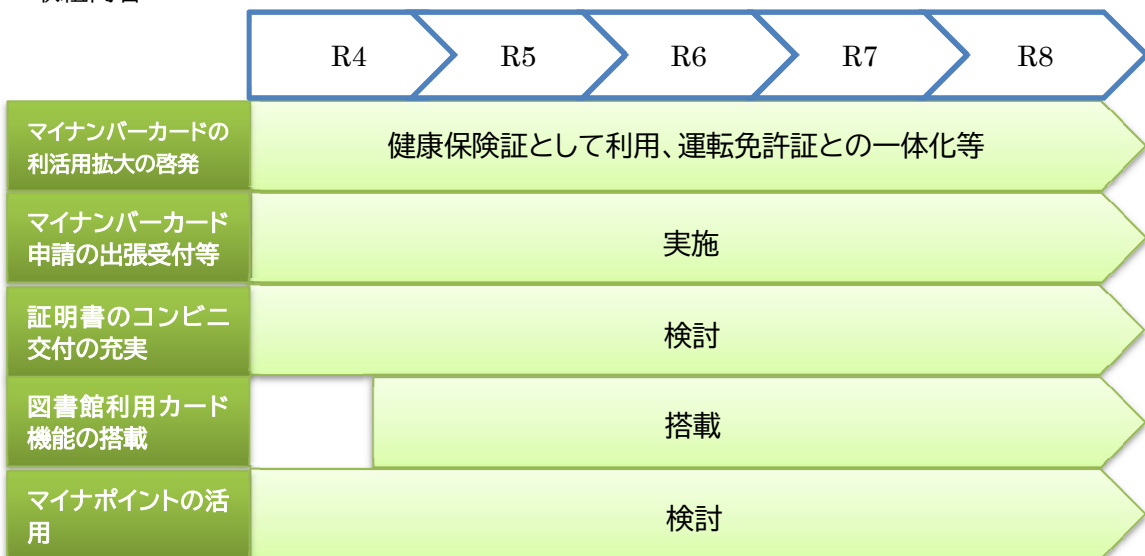 R4 R5 R6 R7 R8
マイナンバーカードの
利活用拡大の啓発
健康保険証として利用、運転免許証との一体化等
マイナンバーカード
申請の出張受付等
実施
証明書のコンビニ
交付の充実
検討
図書館利用カード
機能の搭載
搭載
マイナポイントの活
用
検討